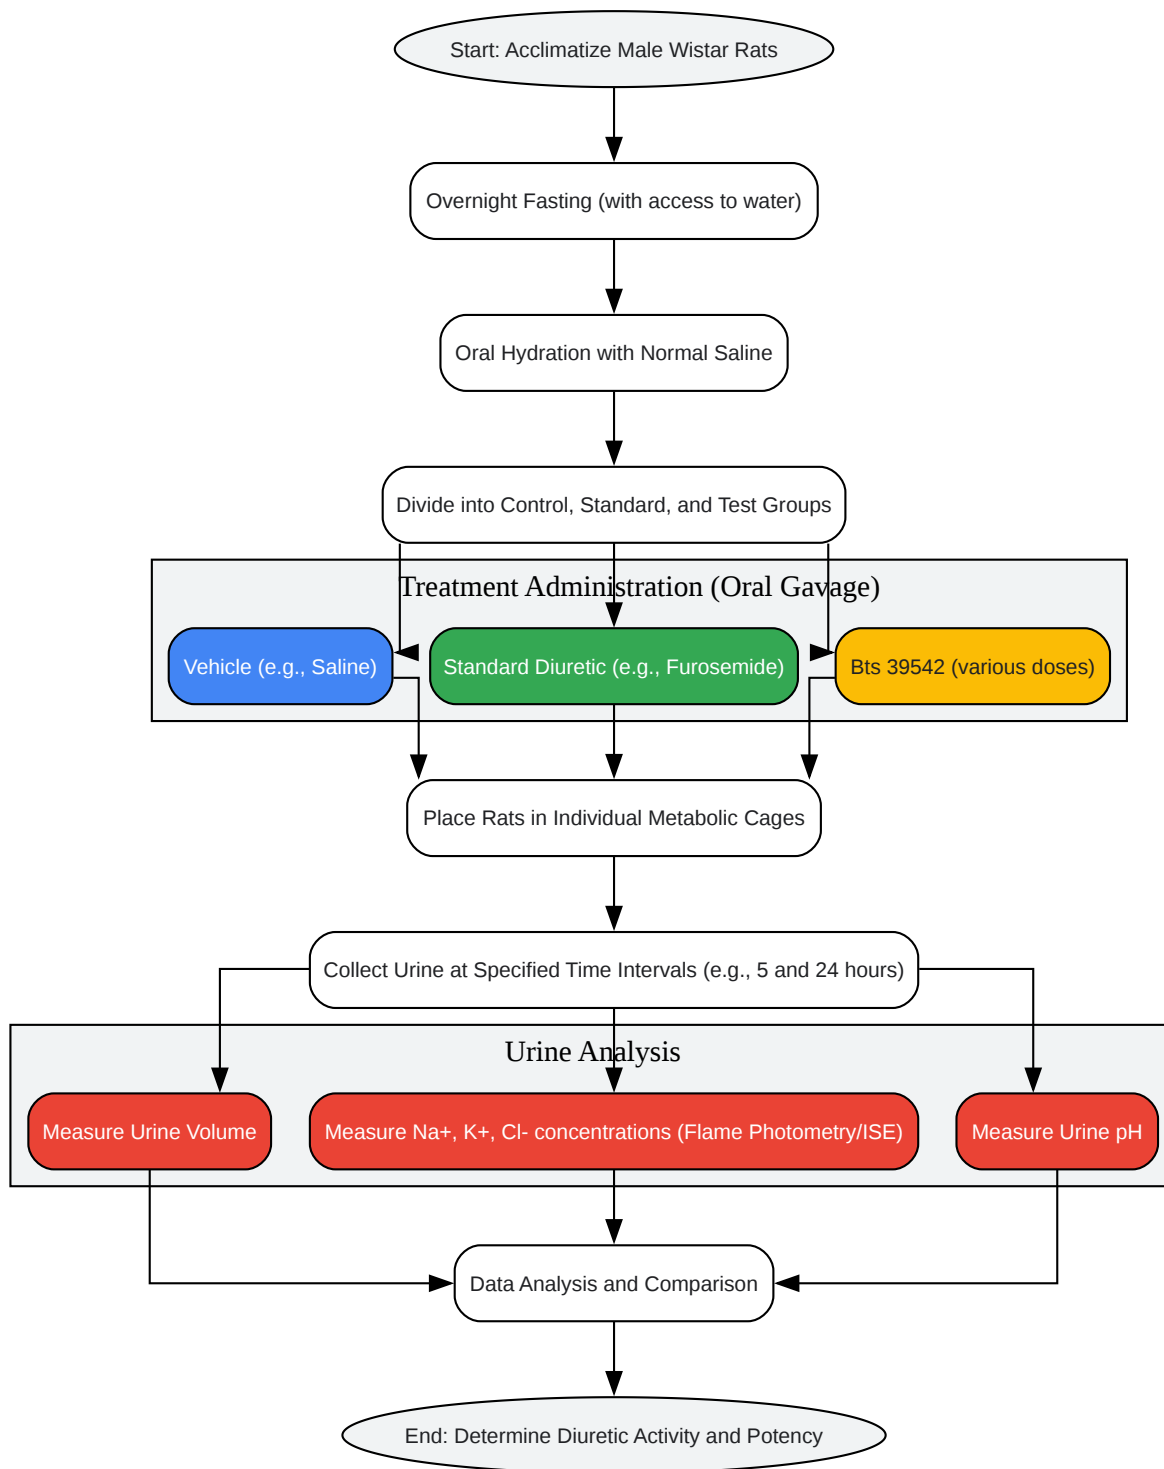 Start: Acclimatize Male Wistar Rats
Overnight Fasting (with access to water)
Oral Hydration with Normal Saline
Divide into Control, Standard, and Test Groups
Treatment Administration (Oral Gavage)
Vehicle (e.g., Saline)
Standard Diuretic (e.g., Furosemide)
Bts 39542 (various doses)
Place Rats in Individual Metabolic Cages
Collect Urine at Specified Time Intervals (e.g., 5 and 24 hours)
Urine Analysis
Measure Urine Volume
Measure Na+, K+, Cl- concentrations (Flame Photometry/ISE)
Measure Urine pH
Data Analysis and Comparison
End: Determine Diuretic Activity and Potency